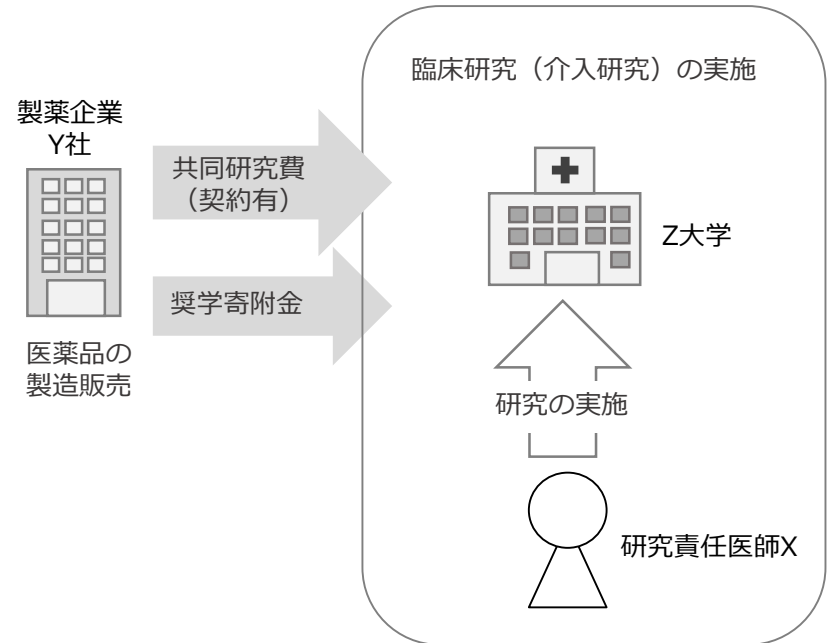 臨床研究（介入研究）の実施
製薬企業
Y社
共同研究費
（契約有）
Z大学
奨学寄附金
医薬品の
製造販売
研究の実施
研究責任医師X